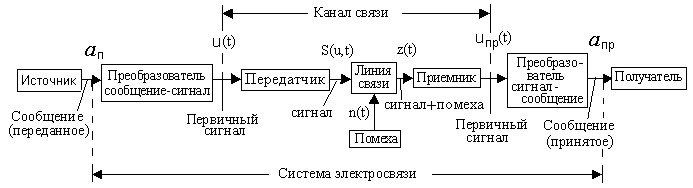 Канал связи
aп
u(t)
S(u,t)
z(t)
uпр(t)
aпр
Источник
Преобразователь
сообщение-сигнал
Передатчик
Линия
связи
Приемник
Преобразо-
ватель
сигнал-
сообщение
Получатель
Сообщение
(переданное)
Первичный
сигнал
сигнал
n(t)
сигнал+помеха
Первичный
сигнал
Сообщение
(принятое)
Помеха
Система электросвязи